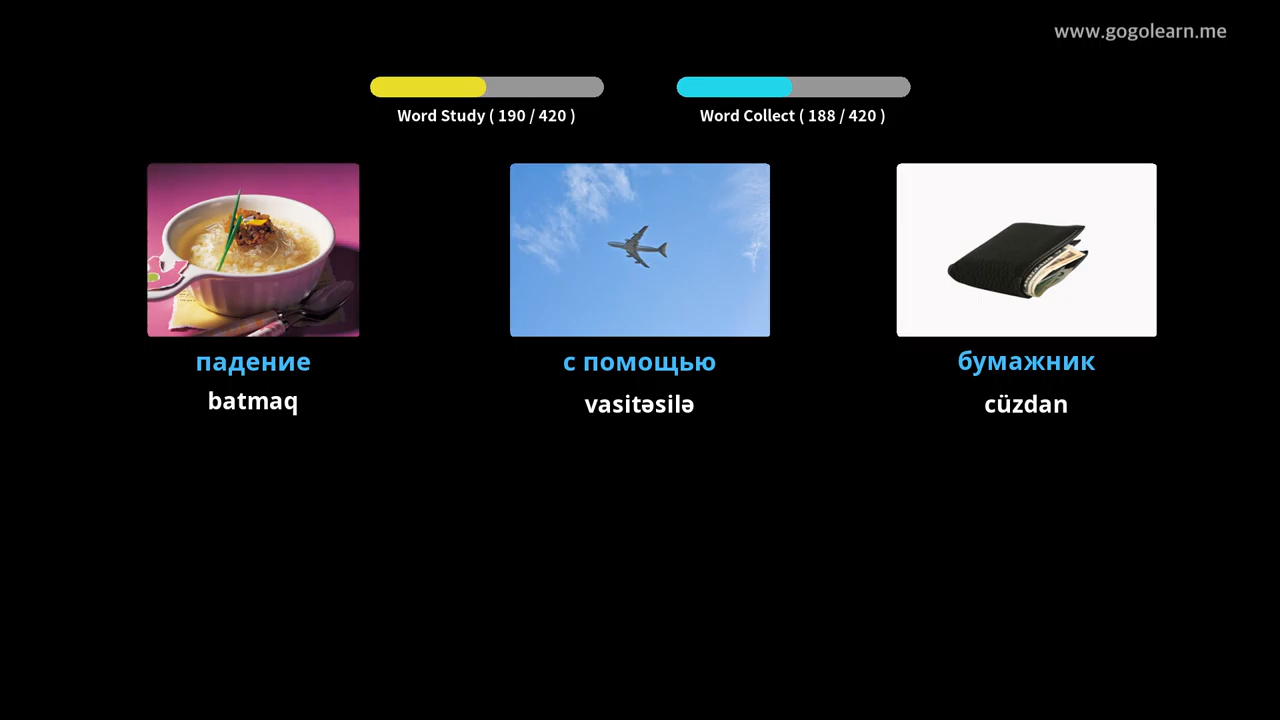 www.gogolearn.me
Word Study ( 190 / 420 )
Word Collect ( 188 / 420 )
падение
batmaq
с помощью
vasitəsilə
бумажник
cüzdan